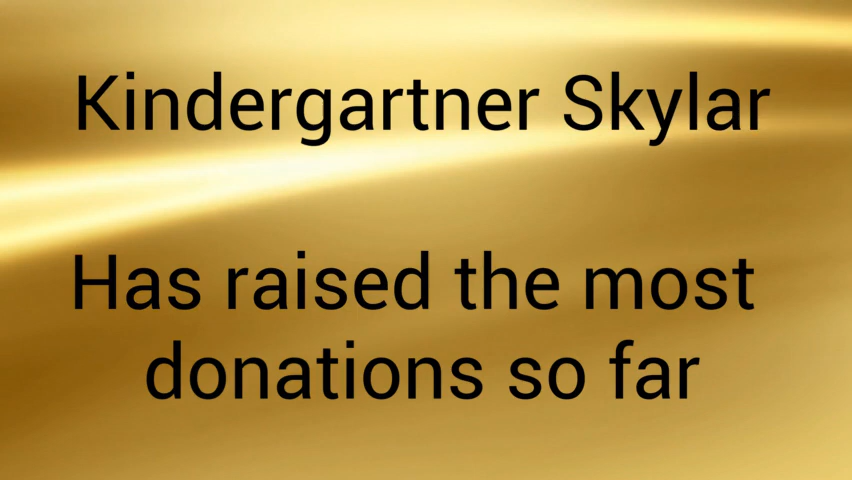 Kindergartner Skylar
Has raised the most
donations so far